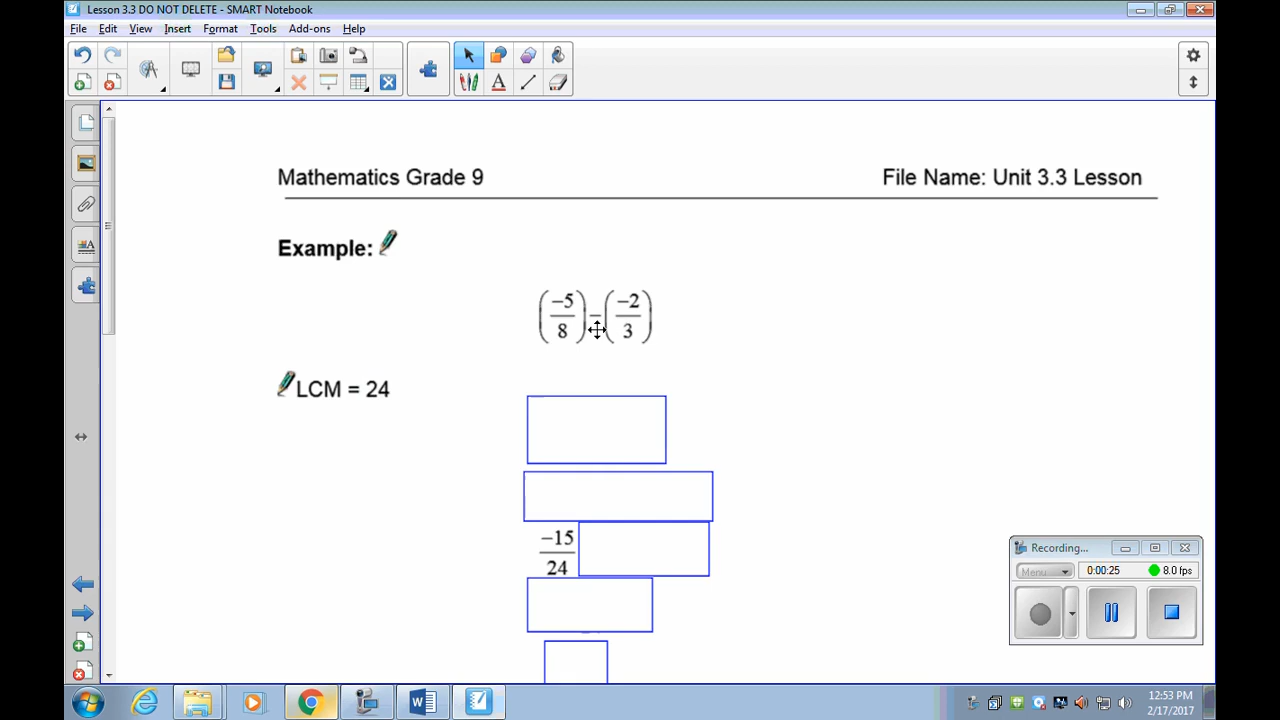 Lesson 3.3 DO NOT DELETE - SMART Notebook
File Edit View Insert Format Tools Add-ons Help
Mathematics Grade 9 File Name: Unit 3.3 Lesson
Example:
(−5/8) − (−2/3)
LCM = 24
−15/24
Recording...
Menu 0:00:25 8.0 fps
12:53 PM
2/17/2017